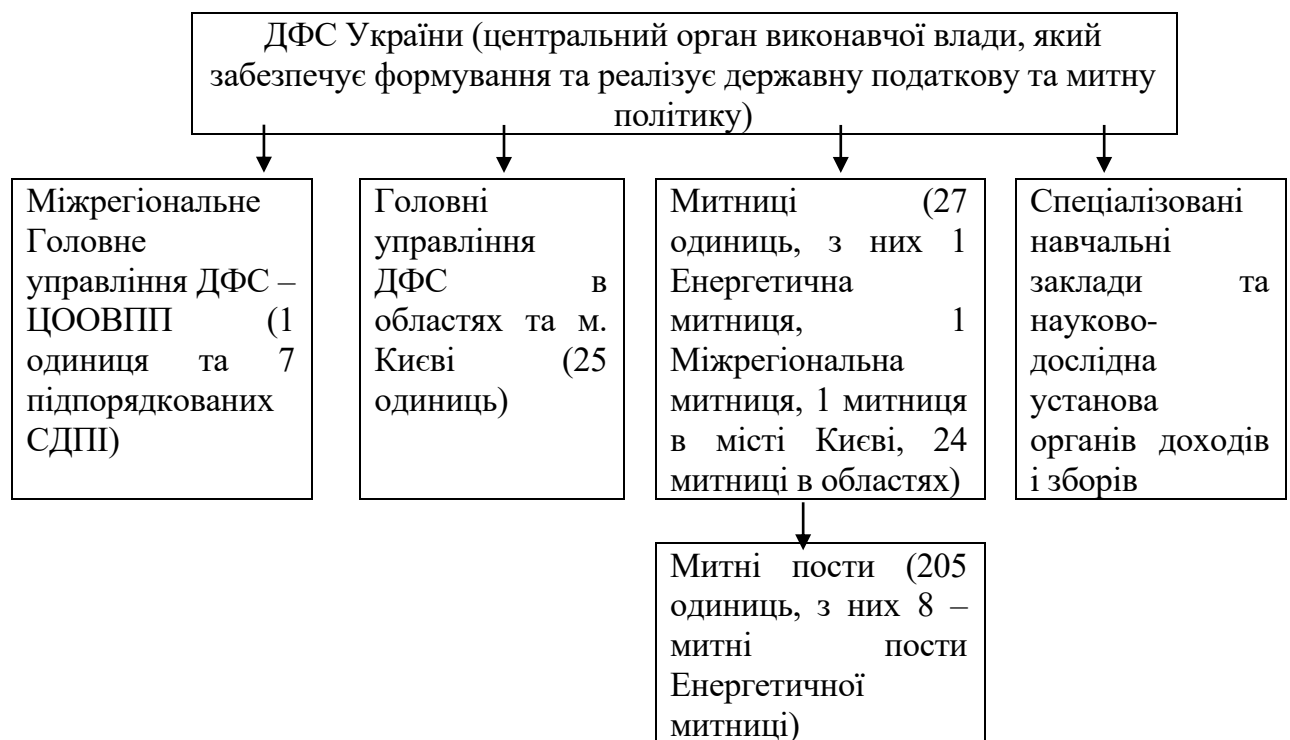 ДФС України (центральний орган виконавчої влади, який
забезпечує формування та реалізує державну податкову та митну
політику)
Міжрегіональне
Головне
управління ДФС –
ЦООВПП (1
одиниця та 7
підпорядкованих
СДПІ)
Головні
управління
ДФС в
областях та м.
Києві (25
одиниць)
Митниці (27
одиниць, з них 1
Енергетична
митниця, 1
Міжрегіональна
митниця, 1 митниця
в місті Києві, 24
митниці в областях)
Спеціалізовані
навчальні
заклади та
науково-
дослідна
установа
органів доходів
і зборів
Митні пости (205
одиниць, з них 8 –
митні пости
Енергетичної
митниці)